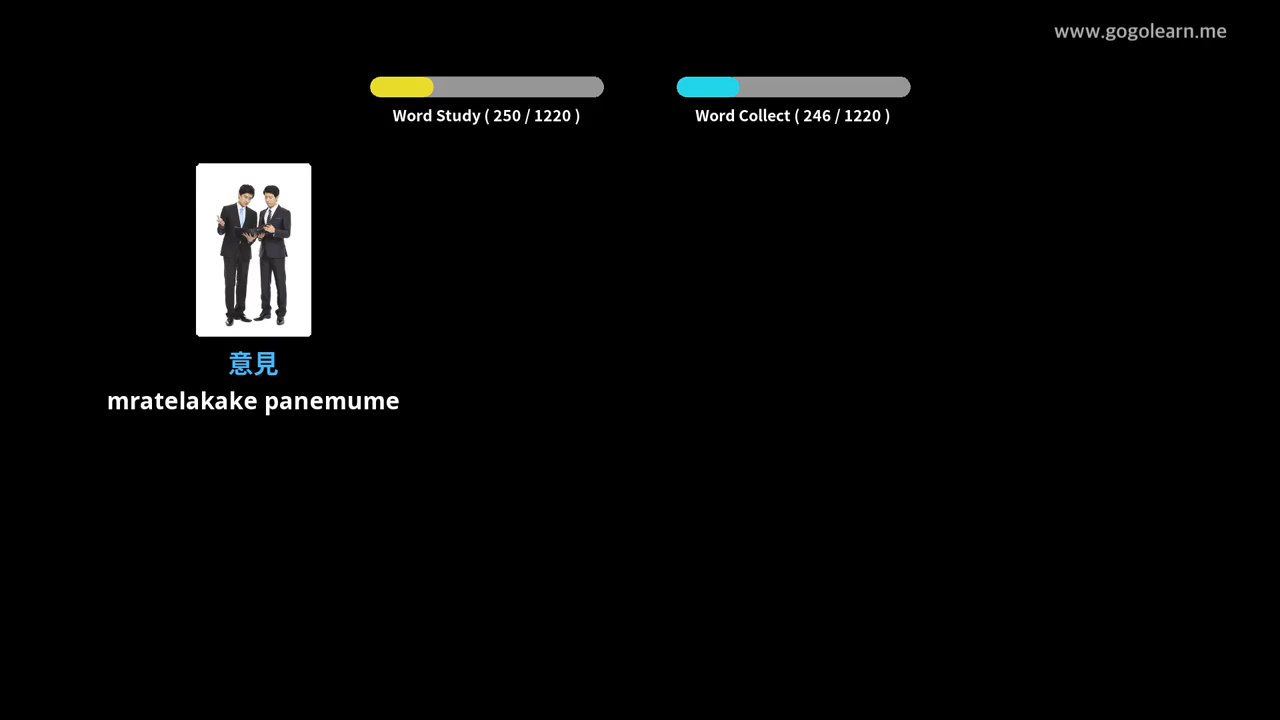 www.gogolearn.me
Word Study ( 250 / 1220 )
Word Collect ( 246 / 1220 )
意見
mratelakake panemume